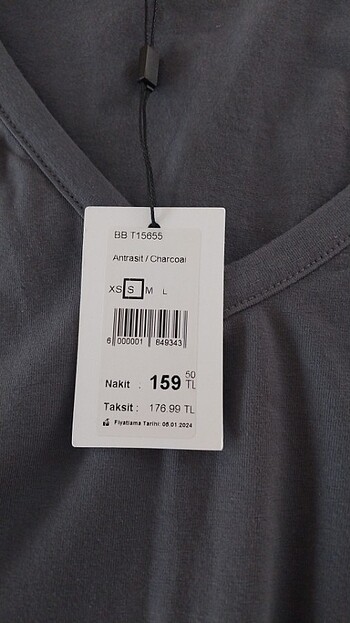 BB T15655
Antrasit / Charcoal
XS S M L
6 000001 849343
Nakit : 159 50 TL
Taksit : 176.99 TL
Fiyatlama Tarihi: 06.01.2024